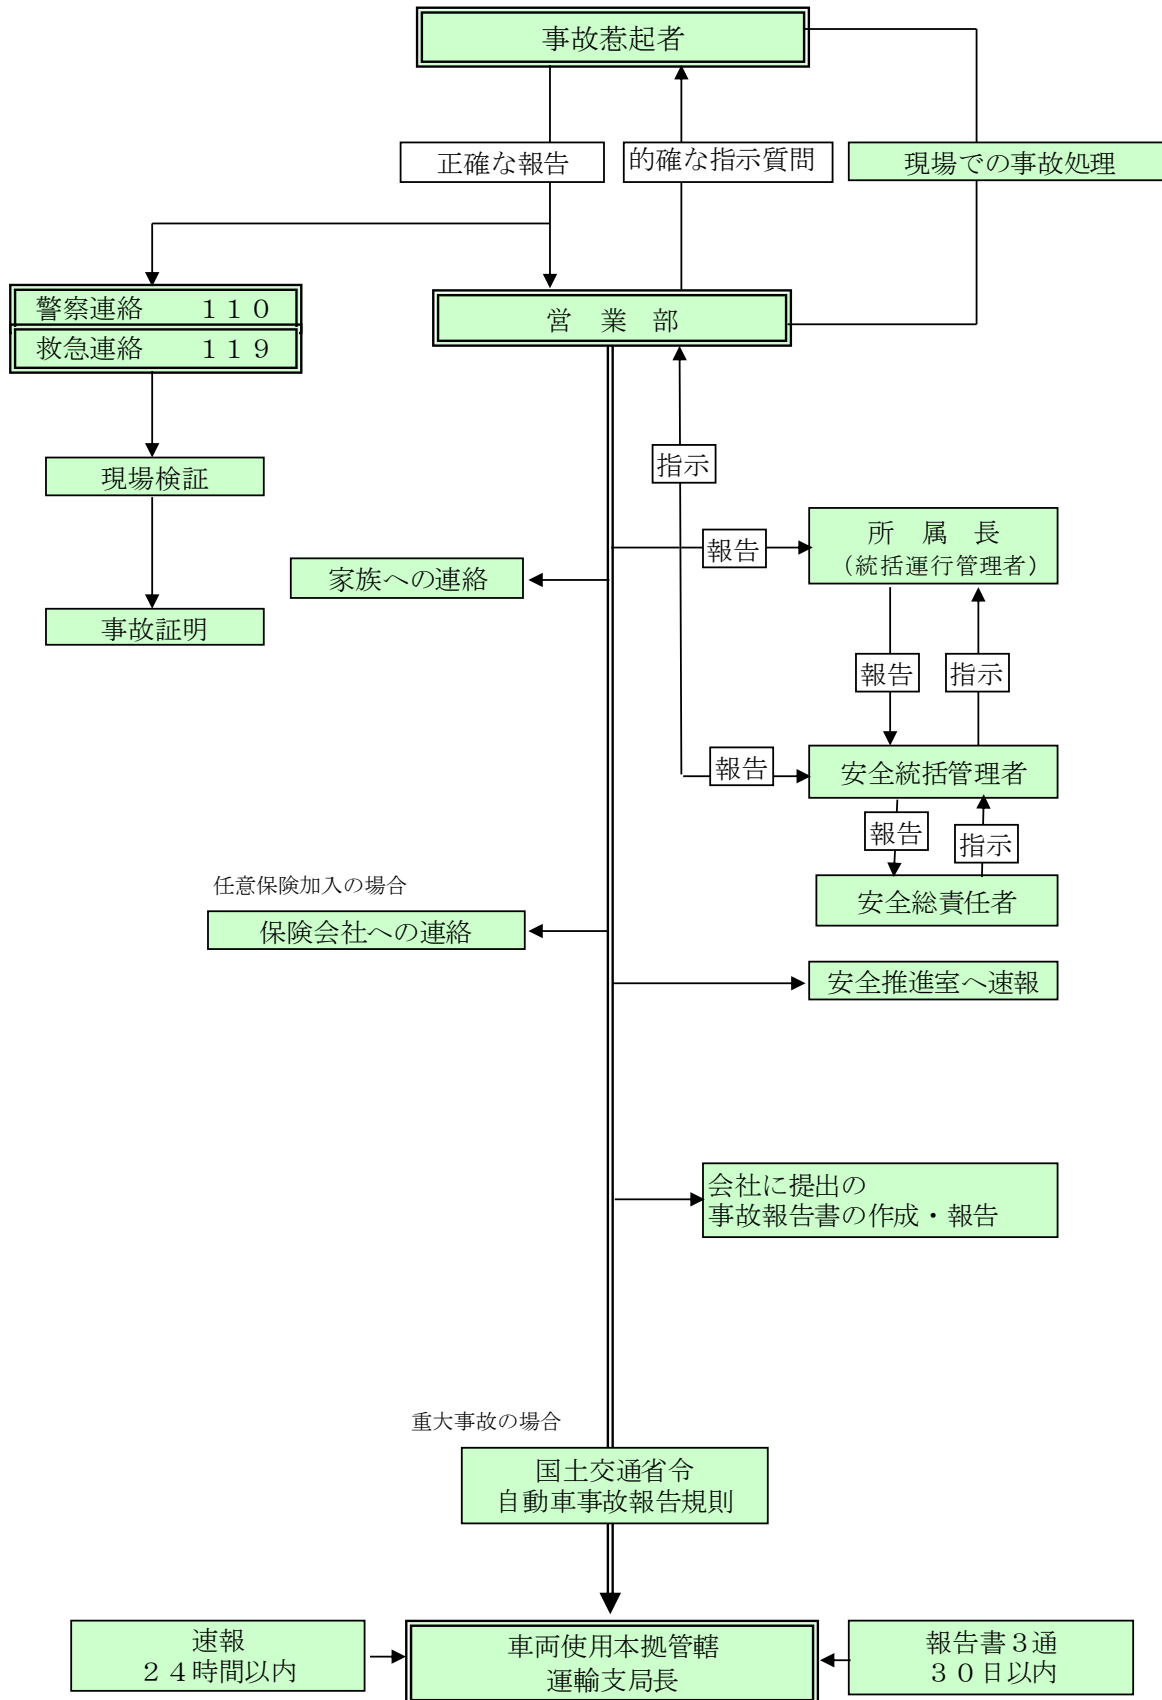 事故惹起者
正確な報告
的確な指示質問
現場での事故処理
警察連絡　　１１０
救急連絡　　１１９
営　業　部
現場検証
指示
所　属　長
（統括運行管理者）
報告
家族への連絡
事故証明
報告
指示
報告
安全統括管理者
報告
指示
任意保険加入の場合
保険会社への連絡
安全総責任者
安全推進室へ速報
会社に提出の
事故報告書の作成・報告
重大事故の場合
国土交通省令
自動車事故報告規則
速報
２４時間以内
車両使用本拠管轄
運輸支局長
報告書３通
３０日以内